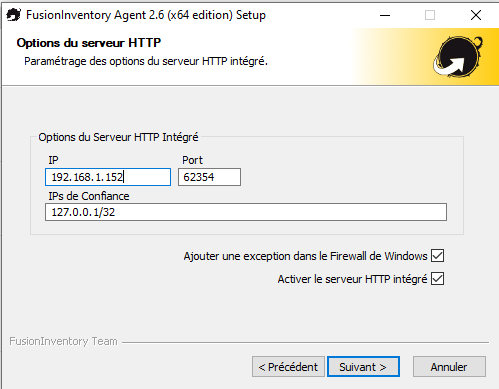 FusionInventory Agent 2.6 (x64 edition) Setup
Options du serveur HTTP
Paramétrage des options du serveur HTTP intégré.
Options du Serveur HTTP Intégré
IP Port
192.168.1.152 62354
IPs de Confiance
127.0.0.1/32
Ajouter une exception dans le Firewall de Windows
Activer le serveur HTTP intégré
FusionInventory Team
< Précédent Suivant > Annuler